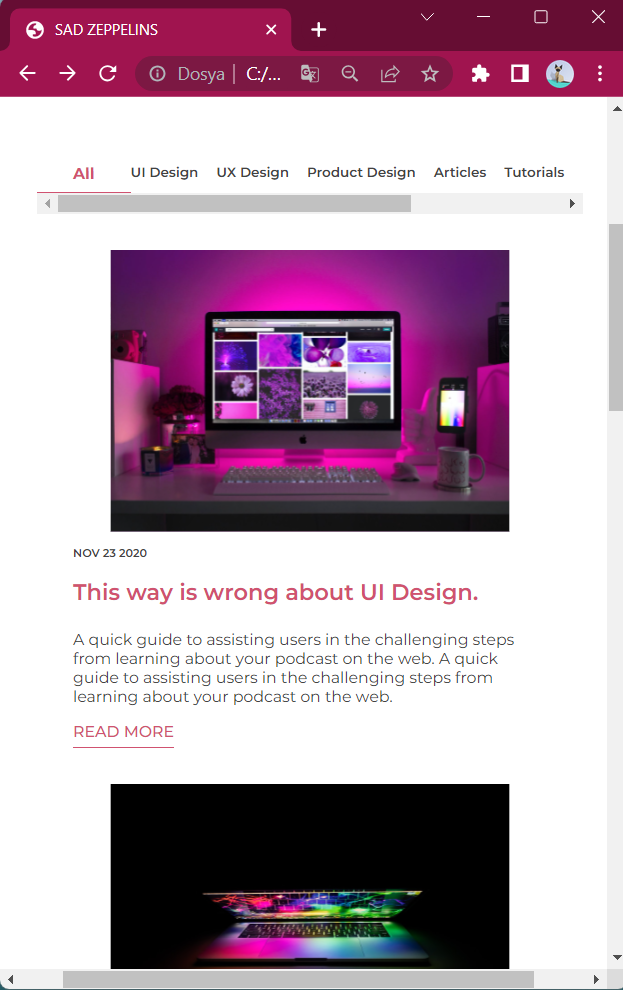 SAD ZEPPELINS
Dosya | C:/...
All UI Design UX Design Product Design Articles Tutorials
NOV 23 2020
This way is wrong about UI Design.
A quick guide to assisting users in the challenging steps
from learning about your podcast on the web. A quick
guide to assisting users in the challenging steps from
learning about your podcast on the web.
READ MORE